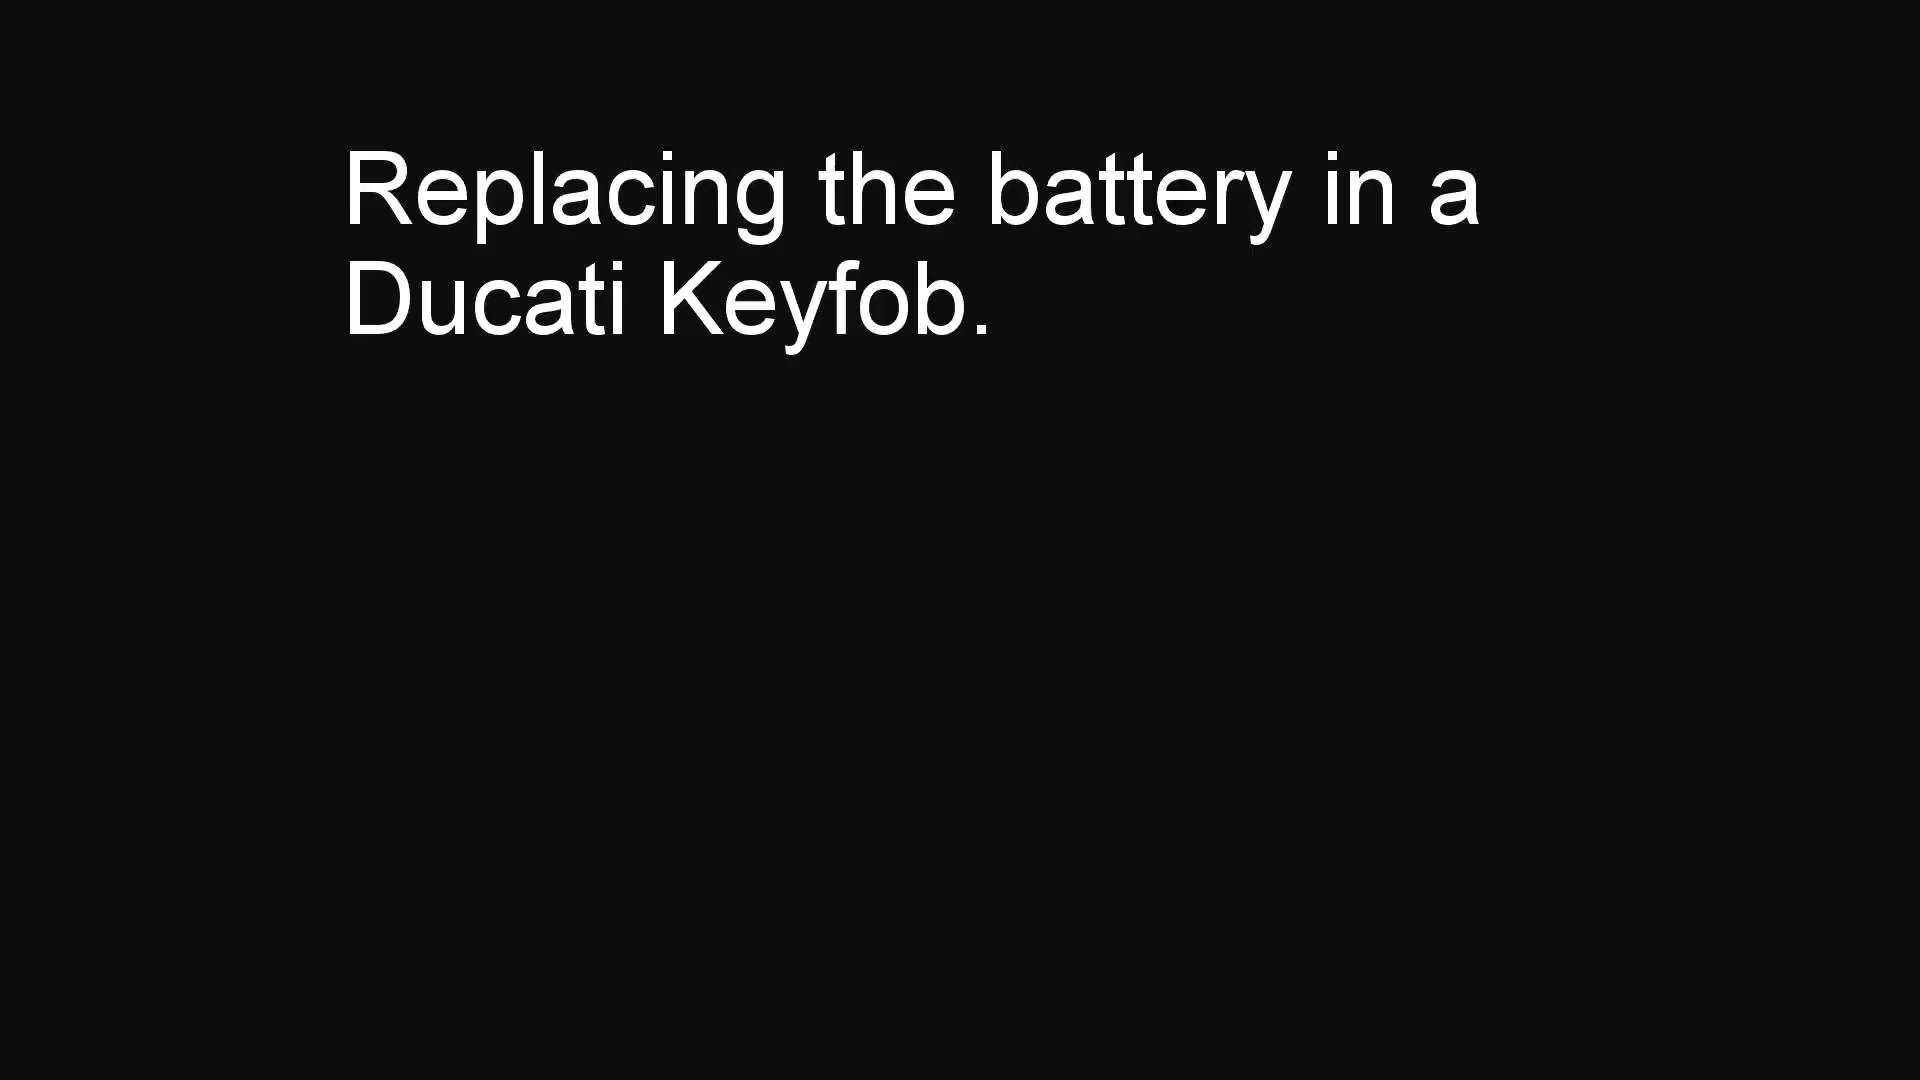 Replacing the battery in a
Ducati Keyfob.